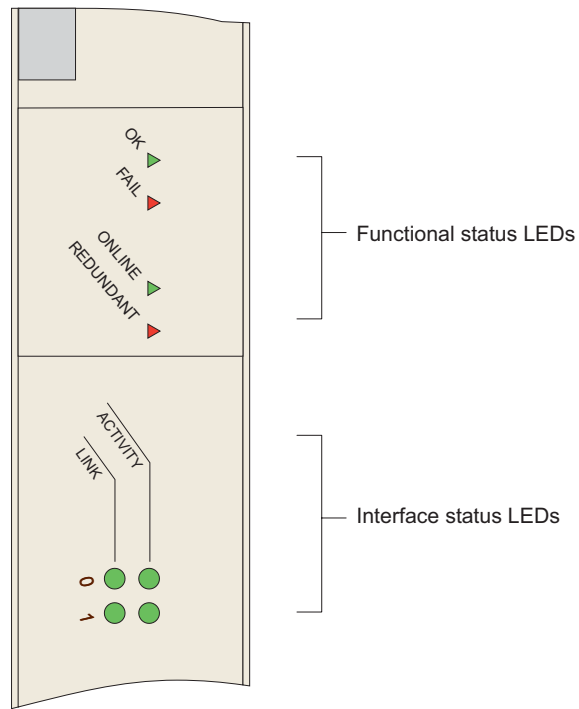 OK
FAIL
ONLINE
REDUNDANT
Functional status LEDs
ACTIVITY
LINK
Interface status LEDs
0
1